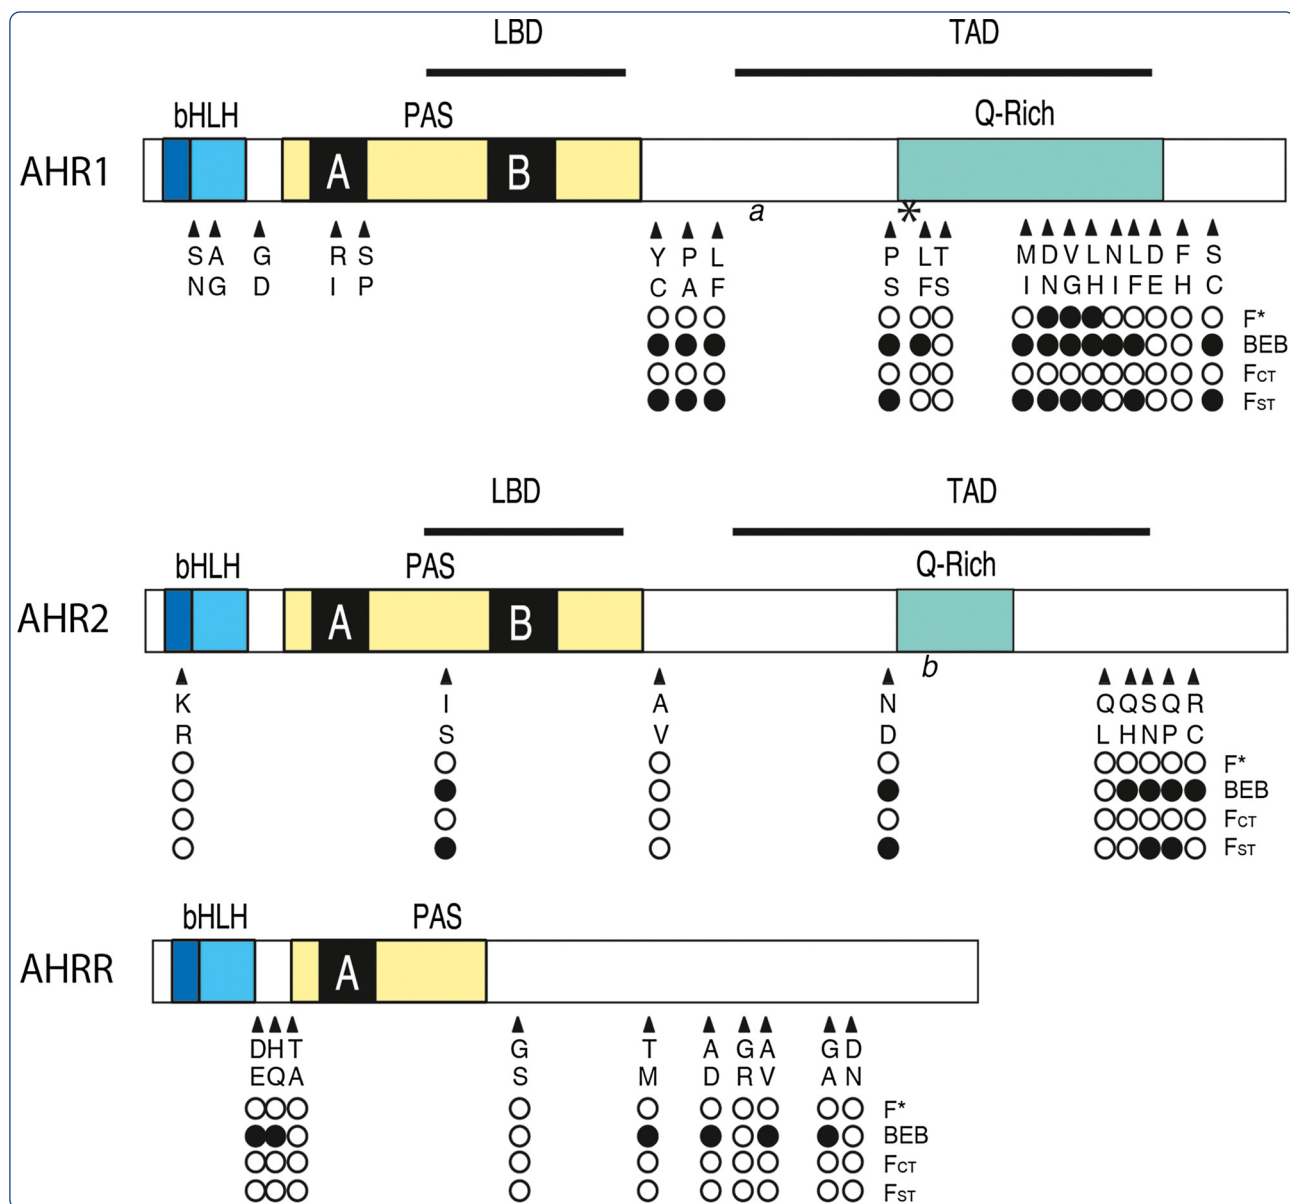 LBD TAD
bHLH PAS Q-Rich
AHR1 A B
a *
S A G R S Y P L P L T M D V L N L D F S
N G D I P C A F S F S I N G H I F E H C
F*
BEB
FCT
FST
LBD TAD
bHLH PAS Q-Rich
AHR2 A B
b
K I A N Q Q S Q R
R S V D L H N P C
F*
BEB
FCT
FST
bHLH PAS
AHRR A
D H T G T A G A G D
E Q A S M D R V A N
F*
BEB
FCT
FST